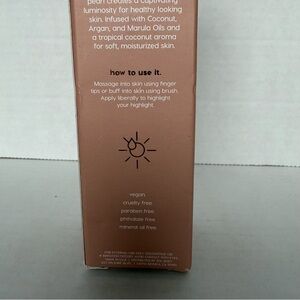 pearl creates a captivating
luminosity for healthy looking
skin. Infused with Coconut,
Argan, and Marula Oils and
a tropical coconut aroma
for soft, moisturized skin.
how to use it.
Massage into skin using finger
tips or buff into skin using brush.
Apply liberally to highlight
your highlight.
vegan
cruelty free
paraben free
phthalate free
mineral oil free